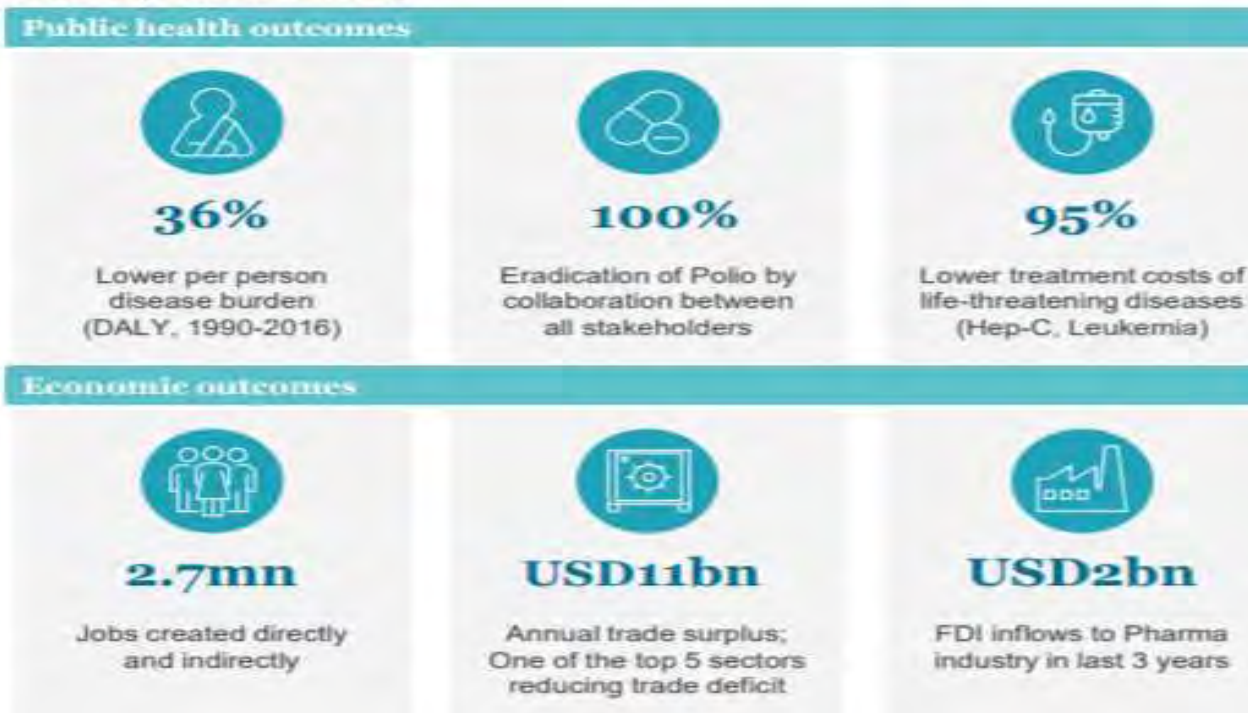 Public health outcomes
36%
Lower per person
disease burden
(DALY, 1990-2016)
100%
Eradication of Polio by
collaboration between
all stakeholders
95%
Lower treatment costs of
life-threatening diseases
(Hep-C, Leukemia)
Economic outcomes
2.7mn
Jobs created directly
and indirectly
USD11bn
Annual trade surplus;
One of the top 5 sectors
reducing trade deficit
USD2bn
FDI inflows to Pharma
industry in last 3 years